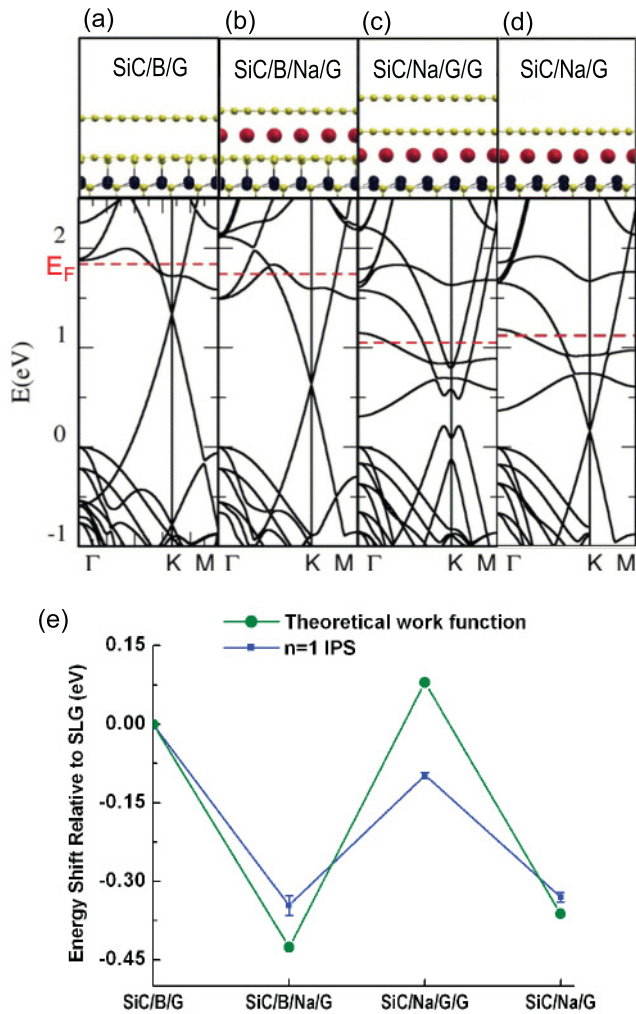 (a) (b) (c) (d)
SiC/B/G SiC/B/Na/G SiC/Na/G/G SiC/Na/G
2
E_F
1
E(eV)
0
-1
Γ K M Γ K M Γ K M Γ K M
(e)
Theoretical work function
n=1 IPS
0.15
0.00
-0.15
-0.30
-0.45
Energy Shift Relative to SLG (eV)
SiC/B/G SiC/B/Na/G SiC/Na/G/G SiC/Na/G